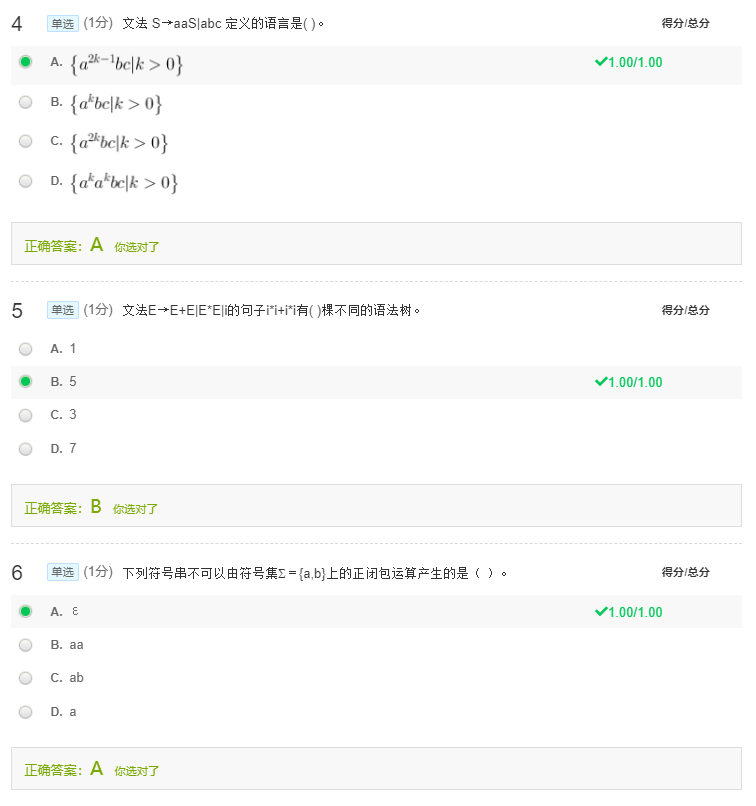 4 单选 (1分) 文法 S→aaS|abc 定义的语言是( )。 得分/总分
A. {a^{2k−1}bc|k > 0} ✔1.00/1.00
B. {a^{k}bc|k > 0}
C. {a^{2k}bc|k > 0}
D. {a^{k}a^{k}bc|k > 0}
正确答案：A 你选对了
5 单选 (1分) 文法E→E+E|E*E|i的句子i*i+i*i有( )棵不同的语法树。 得分/总分
A. 1
B. 5 ✔1.00/1.00
C. 3
D. 7
正确答案：B 你选对了
6 单选 (1分) 下列符号串不可以由符号集Σ＝{a,b}上的正闭包运算产生的是（ ）。 得分/总分
A. ε ✔1.00/1.00
B. aa
C. ab
D. a
正确答案：A 你选对了